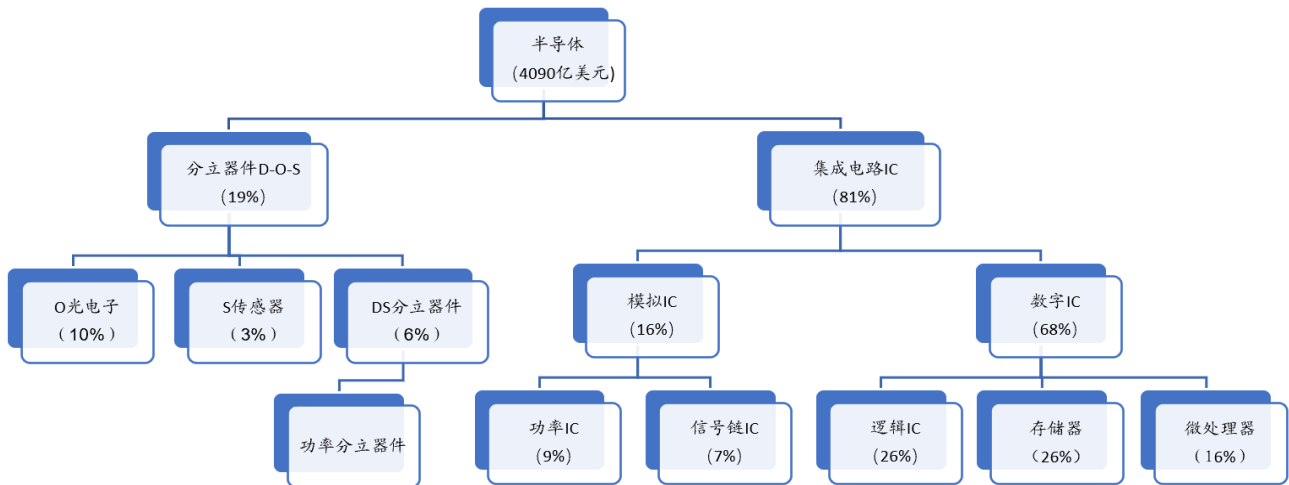 半导体
(4090亿美元)
分立器件D-O-S
(19%)
集成电路IC
(81%)
O光电子
（10%）
S传感器
（3%）
DS分立器件
（6%）
模拟IC
(16%)
数字IC
(68%)
功率分立器件
功率IC
(9%)
信号链IC
(7%)
逻辑IC
(26%)
存储器
（26%）
微处理器
（16%）